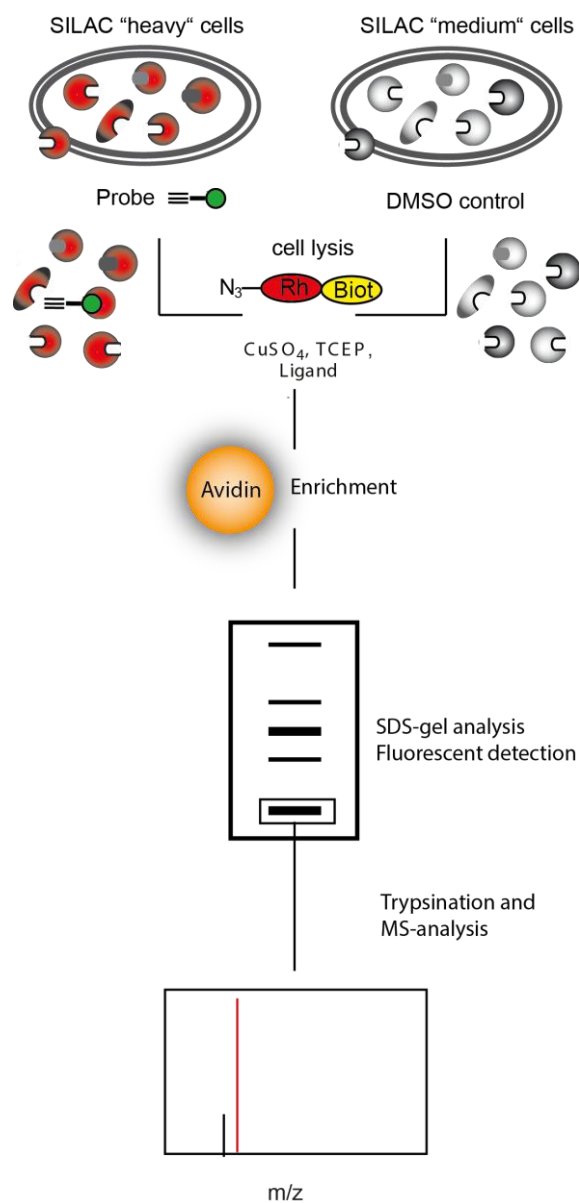 SILAC “heavy“ cells
SILAC “medium“ cells
Probe
DMSO control
cell lysis
N3
Rh
Biot
CuSO4, TCEP,
Ligand
Avidin
Enrichment
SDS-gel analysis
Fluorescent detection
Trypsination and
MS-analysis
m/z